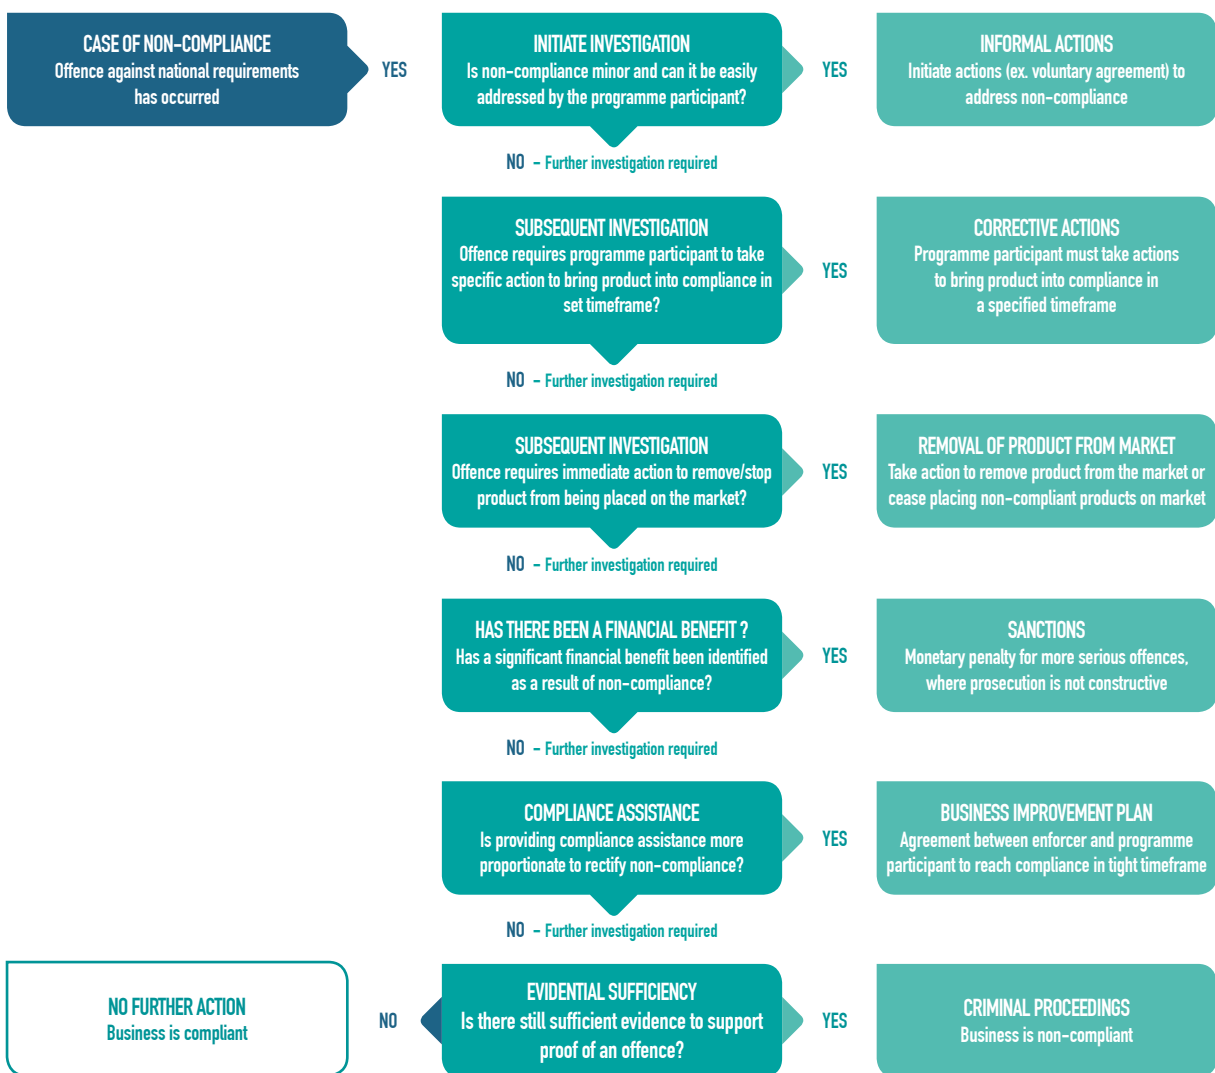 CASE OF NON-COMPLIANCE
Offence against national requirements
has occurred
YES
INITIATE INVESTIGATION
Is non-compliance minor and can it be easily
addressed by the programme participant?
YES
INFORMAL ACTIONS
Initiate actions (ex. voluntary agreement) to
address non-compliance
NO - Further investigation required
SUBSEQUENT INVESTIGATION
Offence requires programme participant to take
specific action to bring product into compliance in
set timeframe?
YES
CORRECTIVE ACTIONS
Programme participant must take actions
to bring product into compliance in
a specified timeframe
NO - Further investigation required
SUBSEQUENT INVESTIGATION
Offence requires immediate action to remove/stop
product from being placed on the market?
YES
REMOVAL OF PRODUCT FROM MARKET
Take action to remove product from the market or
cease placing non-compliant products on market
NO - Further investigation required
HAS THERE BEEN A FINANCIAL BENEFIT ?
Has a significant financial benefit been identified
as a result of non-compliance?
YES
SANCTIONS
Monetary penalty for more serious offences,
where prosecution is not constructive
NO - Further investigation required
COMPLIANCE ASSISTANCE
Is providing compliance assistance more
proportionate to rectify non-compliance?
YES
BUSINESS IMPROVEMENT PLAN
Agreement between enforcer and programme
participant to reach compliance in tight timeframe
NO - Further investigation required
EVIDENTIAL SUFFICIENCY
Is there still sufficient evidence to support
proof of an offence?
YES
CRIMINAL PROCEEDINGS
Business is non-compliant
NO
NO FURTHER ACTION
Business is compliant